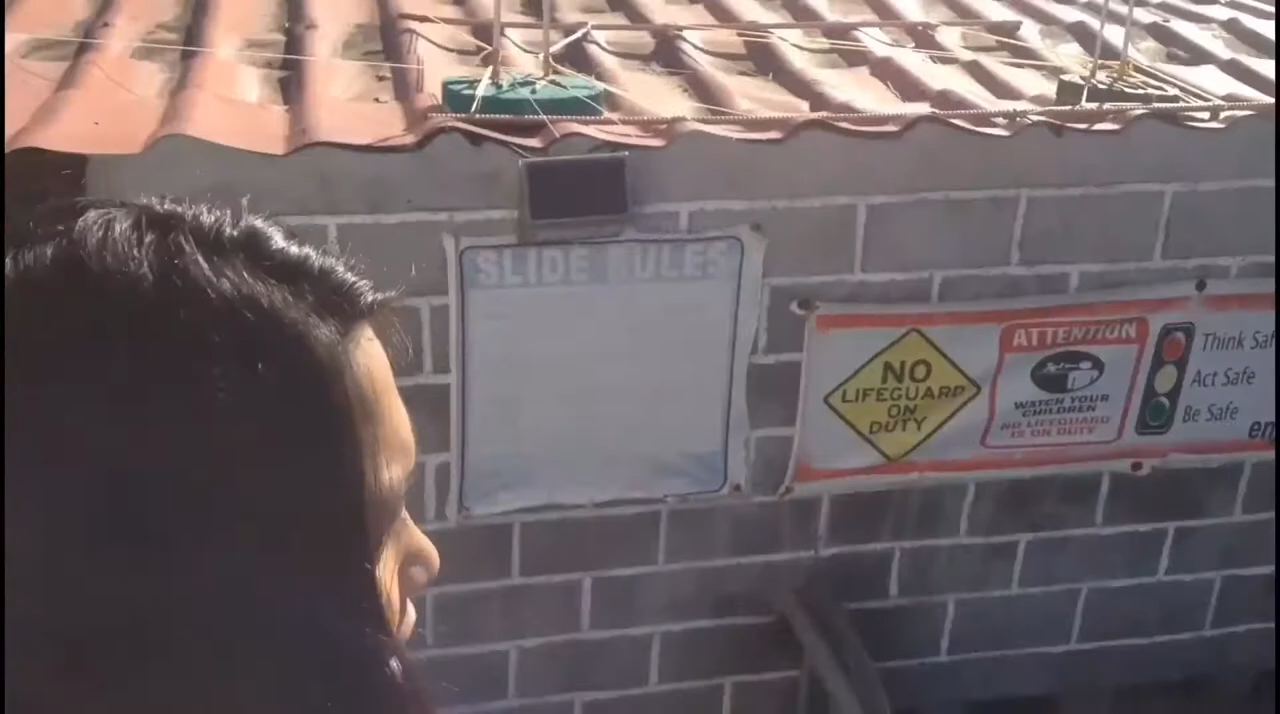 SLIDE RULES
NO
LIFEGUARD
ON
DUTY
ATTENTION
WATCH YOUR
CHILDREN
NO LIFEGUARD
IS ON DUTY
Think Saf
Act Safe
Be Safe
en